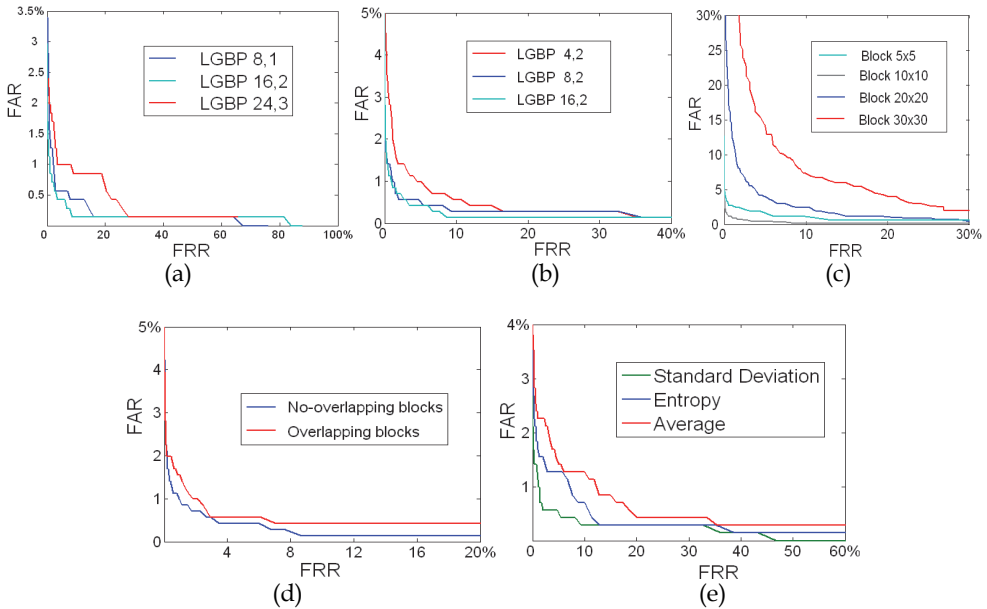 3.5%
3
2.5
2
1.5
1
0.5
FAR
LGBP 8,1
LGBP 16,2
LGBP 24,3
0
20
40
60
80
100%
FRR
(a)
5%
4
3
2
1
0
FAR
LGBP 4,2
LGBP 8,2
LGBP 16,2
0
10
20
30
40%
FRR
(b)
30%
25
20
15
10
5
0
FAR
Block 5x5
Block 10x10
Block 20x20
Block 30x30
0
5
10
15
20
25
30%
FRR
(c)
5%
4
3
2
1
0
FAR
No-overlapping blocks
Overlapping blocks
4
8
12
16
20%
FRR
(d)
4%
3
2
1
FAR
Standard Deviation
Entropy
Average
0
10
20
30
40
50
60%
FRR
(e)